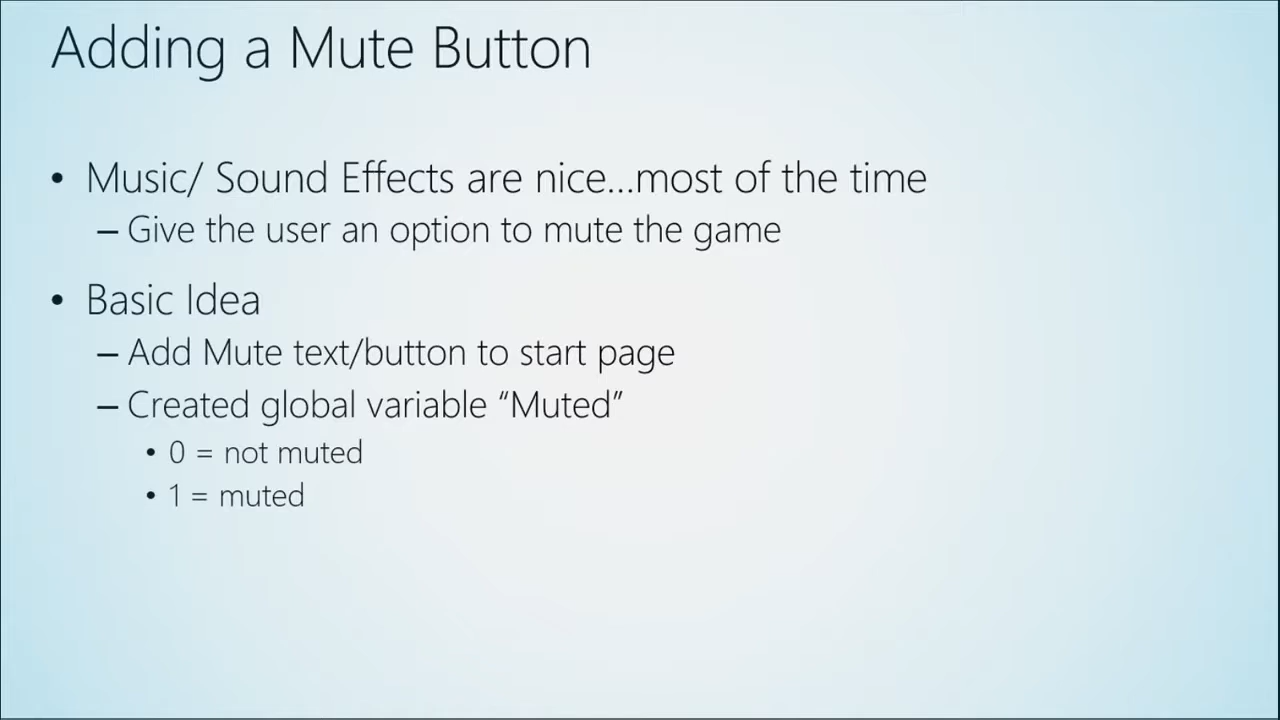 Adding a Mute Button
• Music/ Sound Effects are nice...most of the time
– Give the user an option to mute the game
• Basic Idea
– Add Mute text/button to start page
– Created global variable “Muted”
• 0 = not muted
• 1 = muted